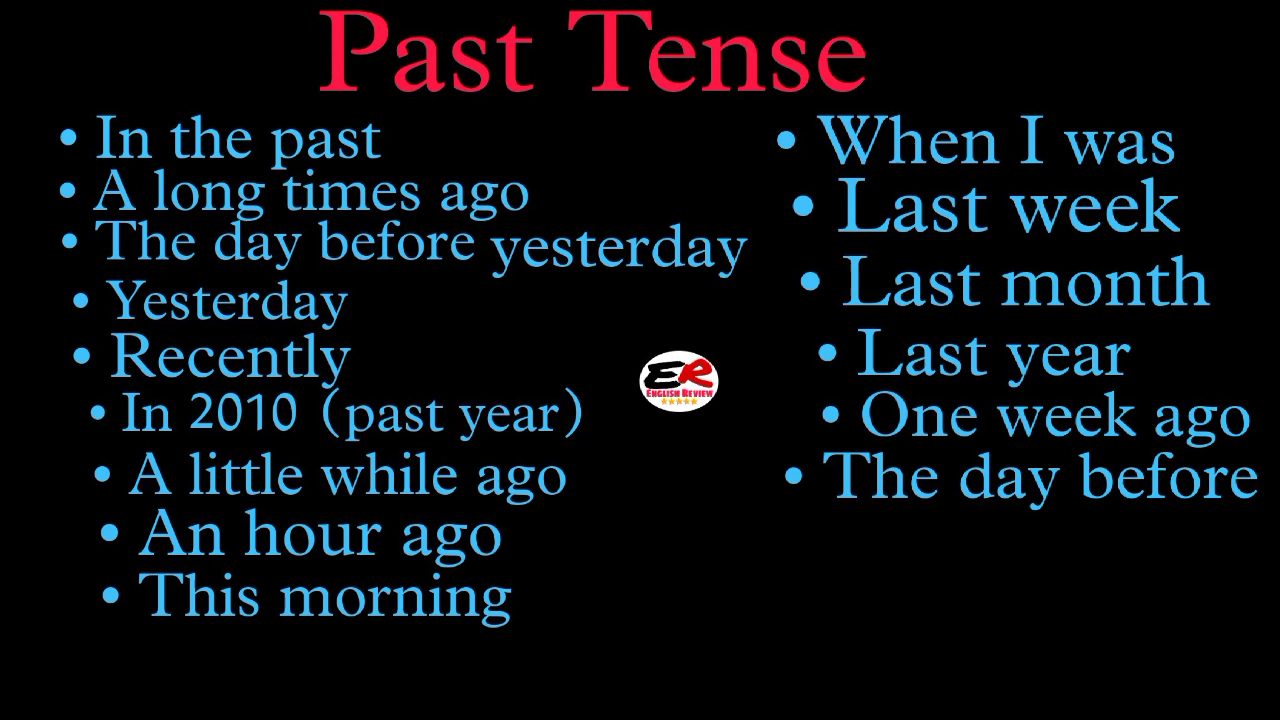 Past Tense
• In the past
• A long times ago
• The day before yesterday
• Yesterday
• Recently
• In 2010 (past year)
• A little while ago
• An hour ago
• This morning
ER
ENGLISH REVIEW
• When I was
• Last week
• Last month
• Last year
• One week ago
• The day before